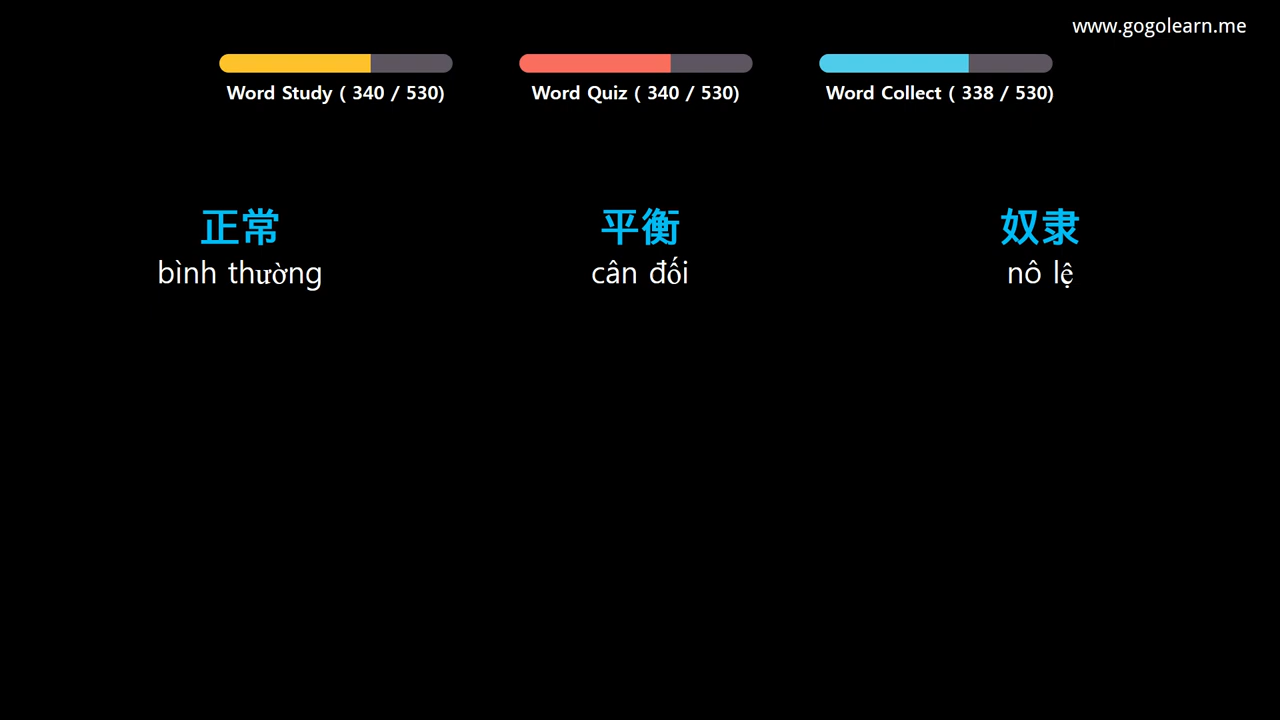 www.gogolearn.me
Word Study ( 340 / 530)
Word Quiz ( 340 / 530)
Word Collect ( 338 / 530)
正常
平衡
奴隶
bình thường
cân đối
nô lệ